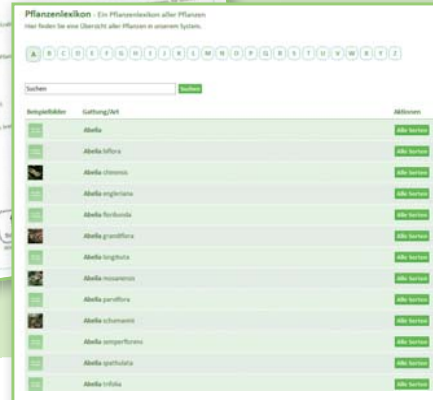 Pflanzenlexikon - Ein Pflanzenlexikon aller Pflanzen
Hier finden Sie eine Übersicht aller Pflanzen in unserem System.
A B C D E F G H I J K L M N O P Q R S T U V W X Y Z
Suchen Suchen
Beispielbilder Gattung/Art Aktionen
Abelia Alle Sorten
Abelia biflora Alle Sorten
Abelia chinensis Alle Sorten
Abelia engleriana Alle Sorten
Abelia floribunda Alle Sorten
Abelia grandiflora Alle Sorten
Abelia longituba Alle Sorten
Abelia mosanensis Alle Sorten
Abelia parvifolia Alle Sorten
Abelia schumannii Alle Sorten
Abelia semperflorens Alle Sorten
Abelia spathulata Alle Sorten
Abelia trifolia Alle Sorten